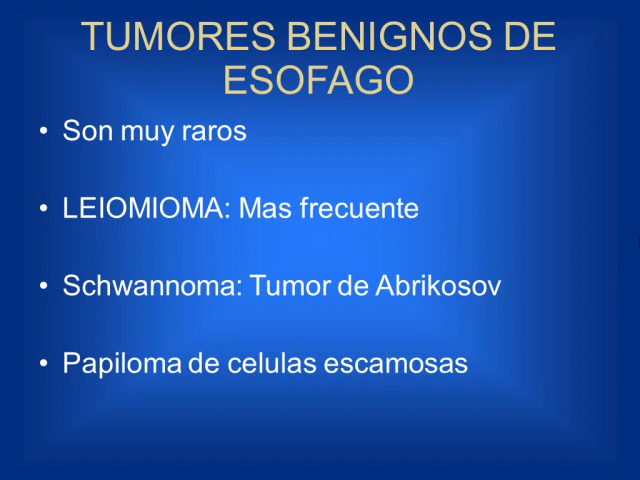 TUMORES BENIGNOS DE
ESOFAGO
• Son muy raros
• LEIOMIOMA: Mas frecuente
• Schwannoma: Tumor de Abrikosov
• Papiloma de celulas escamosas